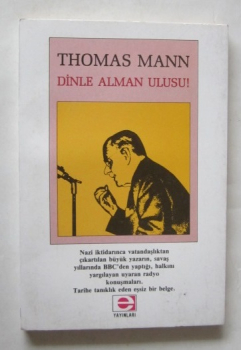 THOMAS MANN
DİNLE ALMAN ULUSU!
Nazi iktidarınca vatandaşlıktan
çıkartılan büyük yazarın, savaş
yıllarında BBC'den yaptığı, halkını
yargılayan uyaran radyo
konuşmaları.
Tarihe tanıklık eden eşsiz bir belge.
e
YAYINLARI